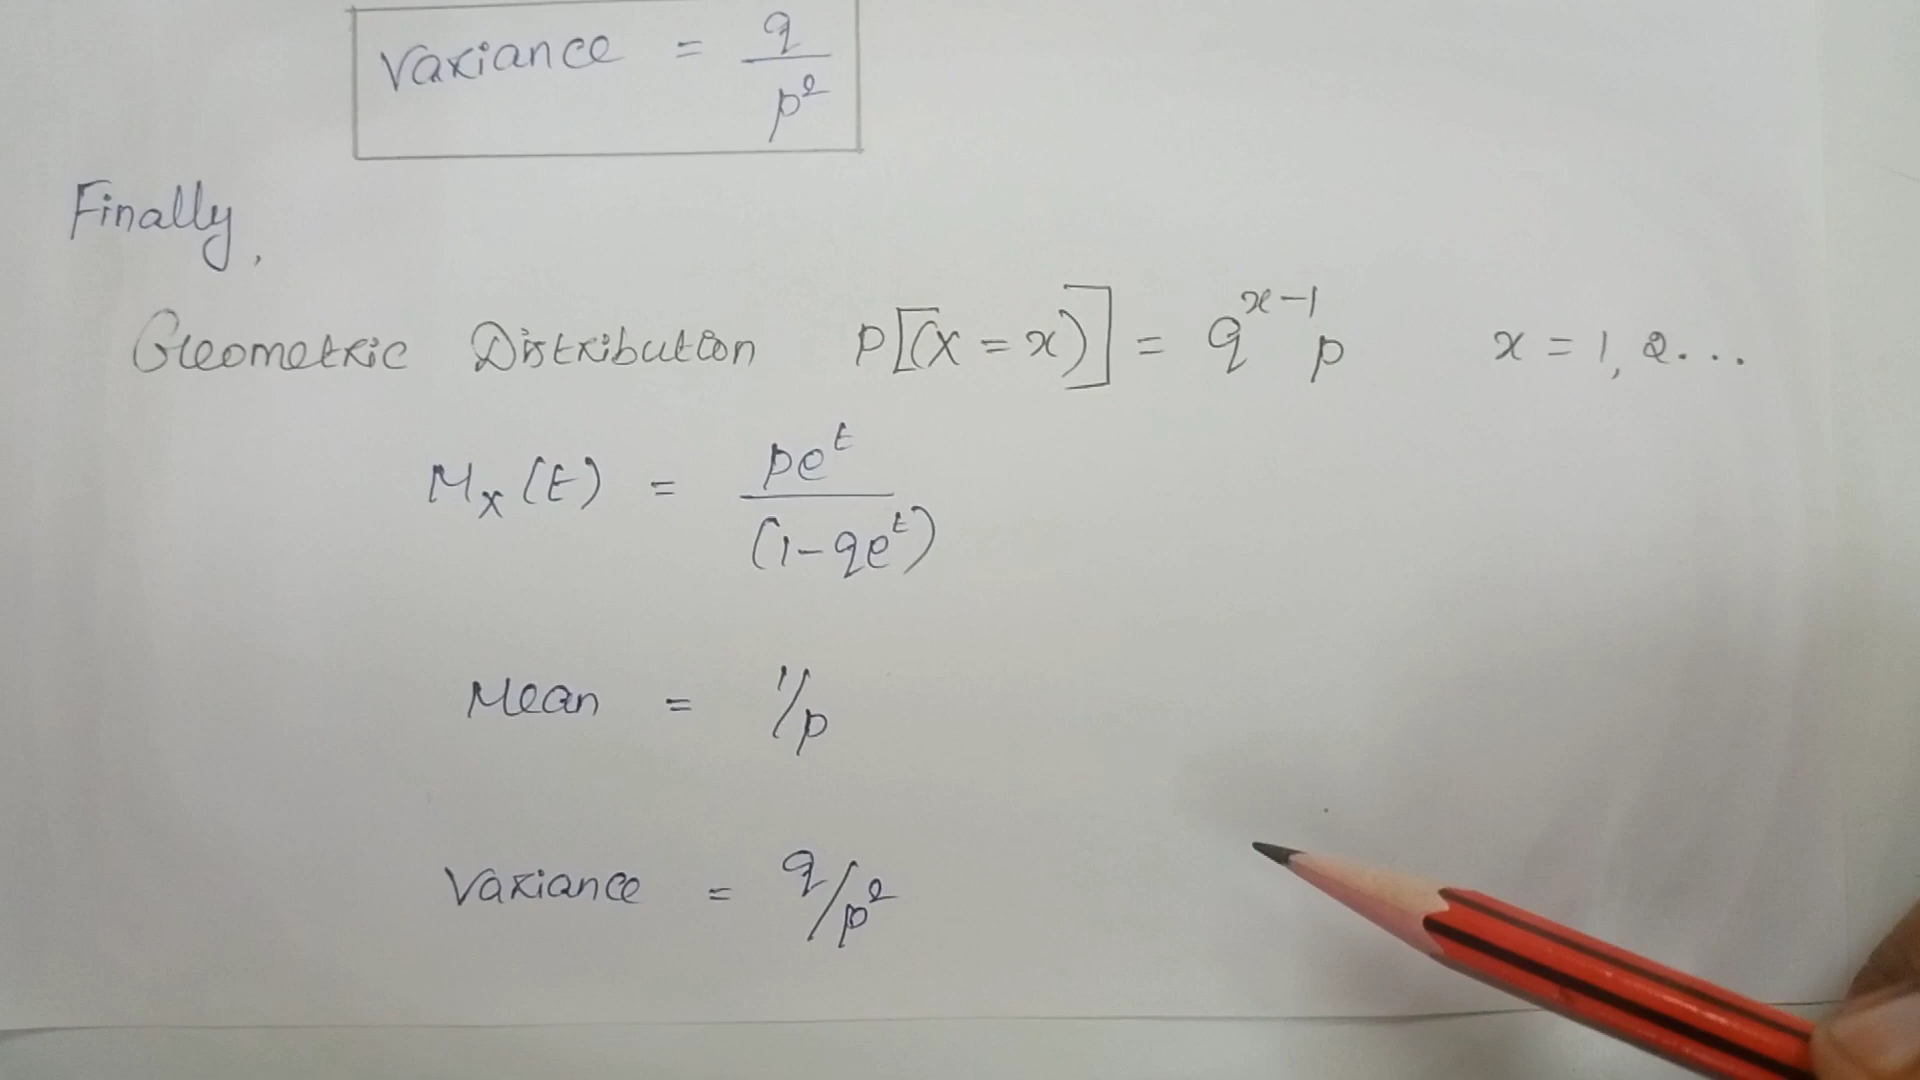 Variance = q/p²
Finally,
Geometric Distribution P[(X = x)] = q^(x-1) p    x = 1, 2...
M_X(t) = pe^t/(1-qe^t)
Mean = 1/p
Variance = q/p²